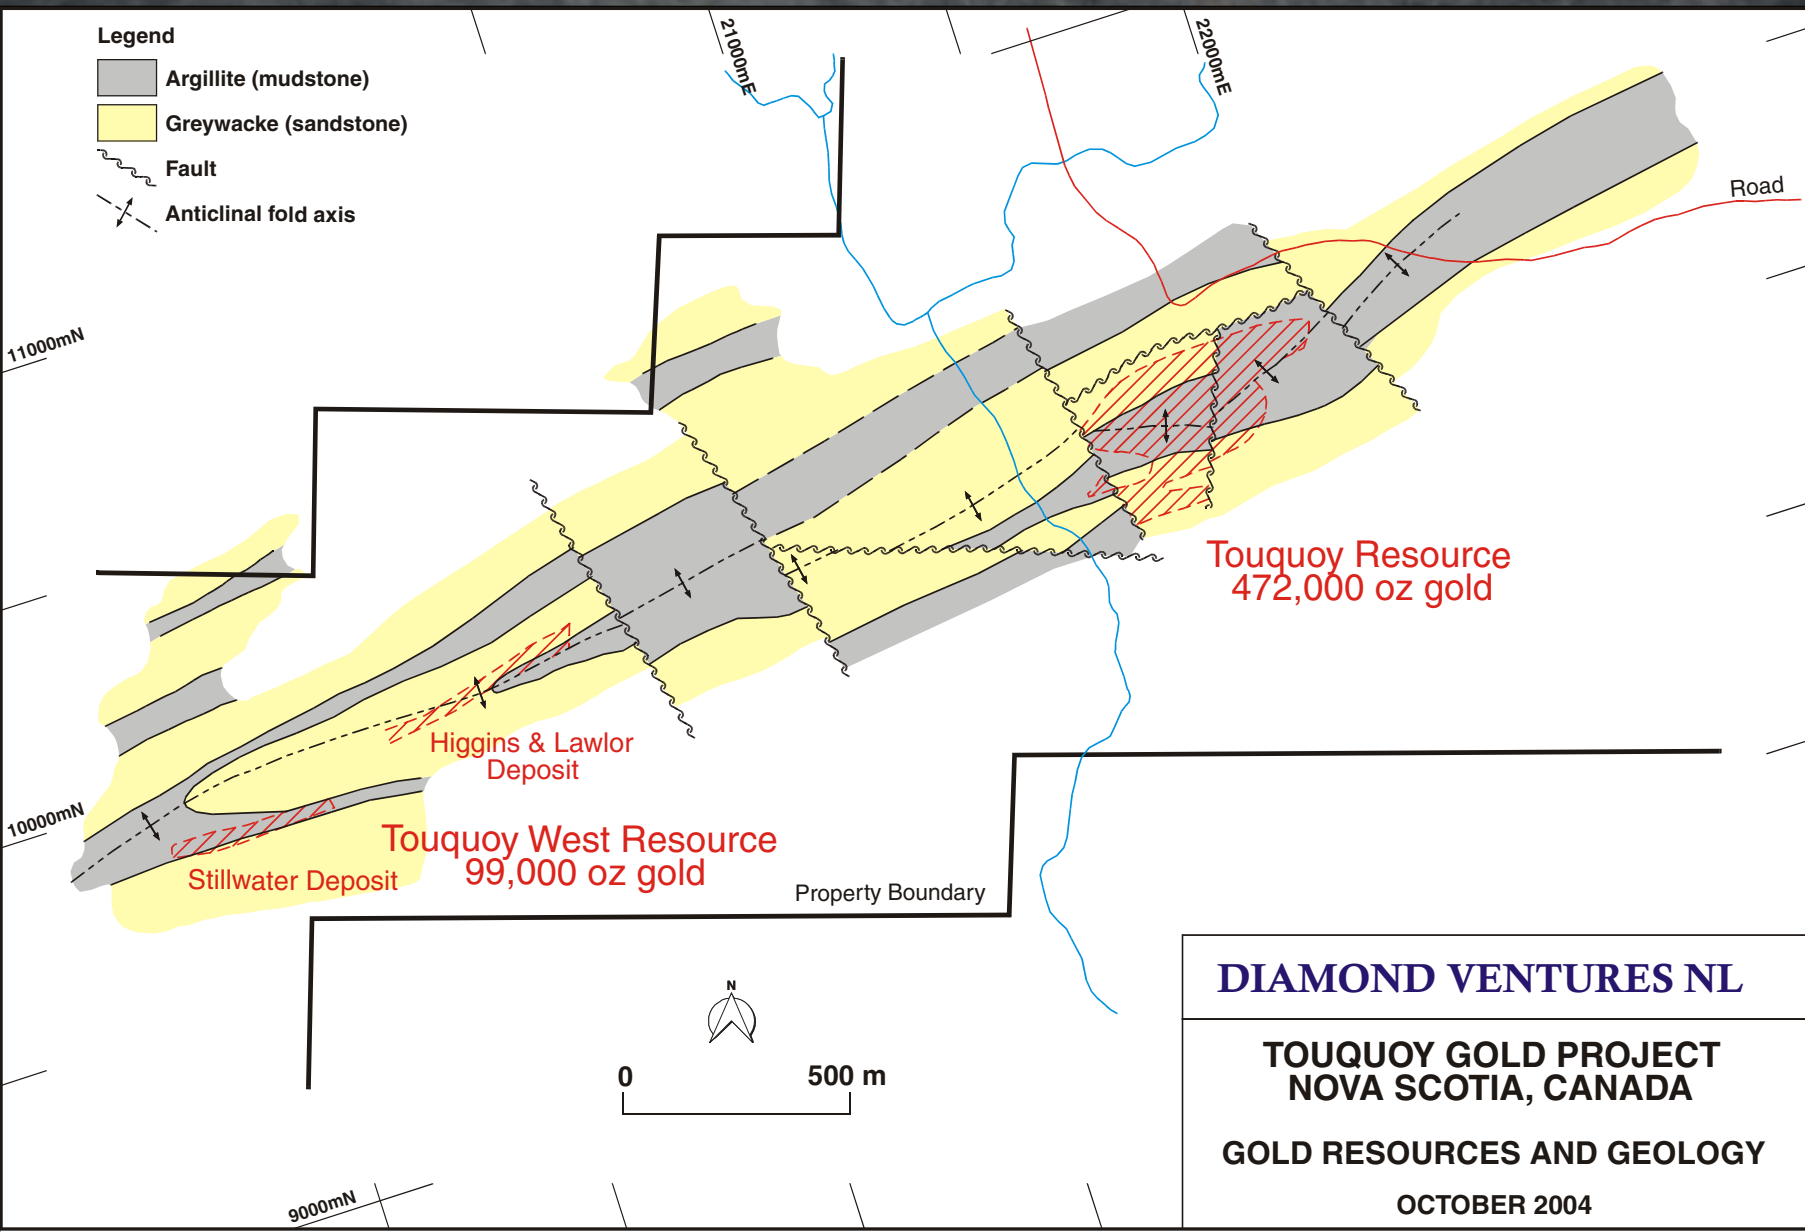 Legend
Argillite (mudstone)
Greywacke (sandstone)
Fault
Anticlinal fold axis
21000mE
22000mE
Road
11000mN
Touquoy Resource
472,000 oz gold
Higgins & Lawlor
Deposit
10000mN
Touquoy West Resource
99,000 oz gold
Stillwater Deposit
Property Boundary
N
0 500 m
9000mN
DIAMOND VENTURES NL
TOUQUOY GOLD PROJECT
NOVA SCOTIA, CANADA
GOLD RESOURCES AND GEOLOGY
OCTOBER 2004